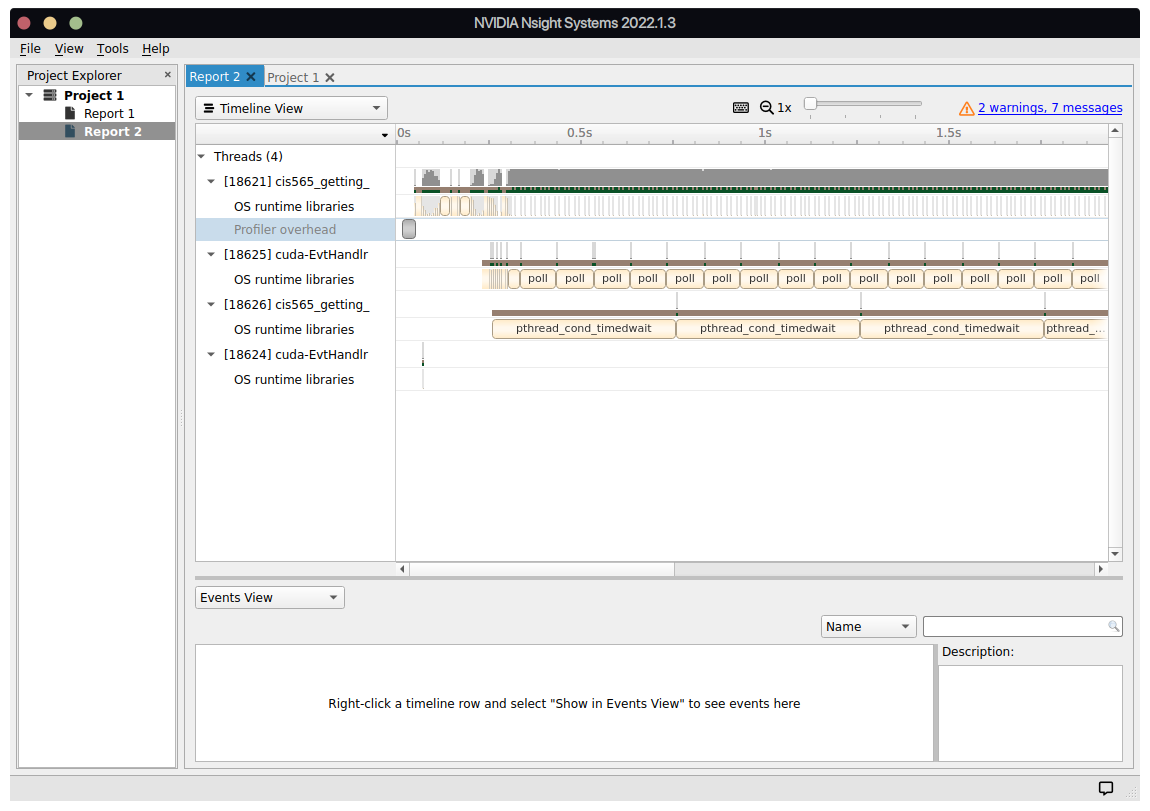 NVIDIA Nsight Systems 2022.1.3
File View Tools Help
Project Explorer
Project 1
Report 1
Report 2
Report 2 Project 1
Timeline View
1x
2 warnings, 7 messages
0s 0.5s 1s 1.5s
Threads (4)
[18621] cis565_getting_
OS runtime libraries
Profiler overhead
[18625] cuda-EvtHandlr
OS runtime libraries
poll poll poll poll poll poll poll poll poll poll poll poll poll poll poll poll
[18626] cis565_getting_
OS runtime libraries
pthread_cond_timedwait pthread_cond_timedwait pthread_cond_timedwait pthread_...
[18624] cuda-EvtHandlr
OS runtime libraries
Events View
Name
Right-click a timeline row and select "Show in Events View" to see events here
Description: